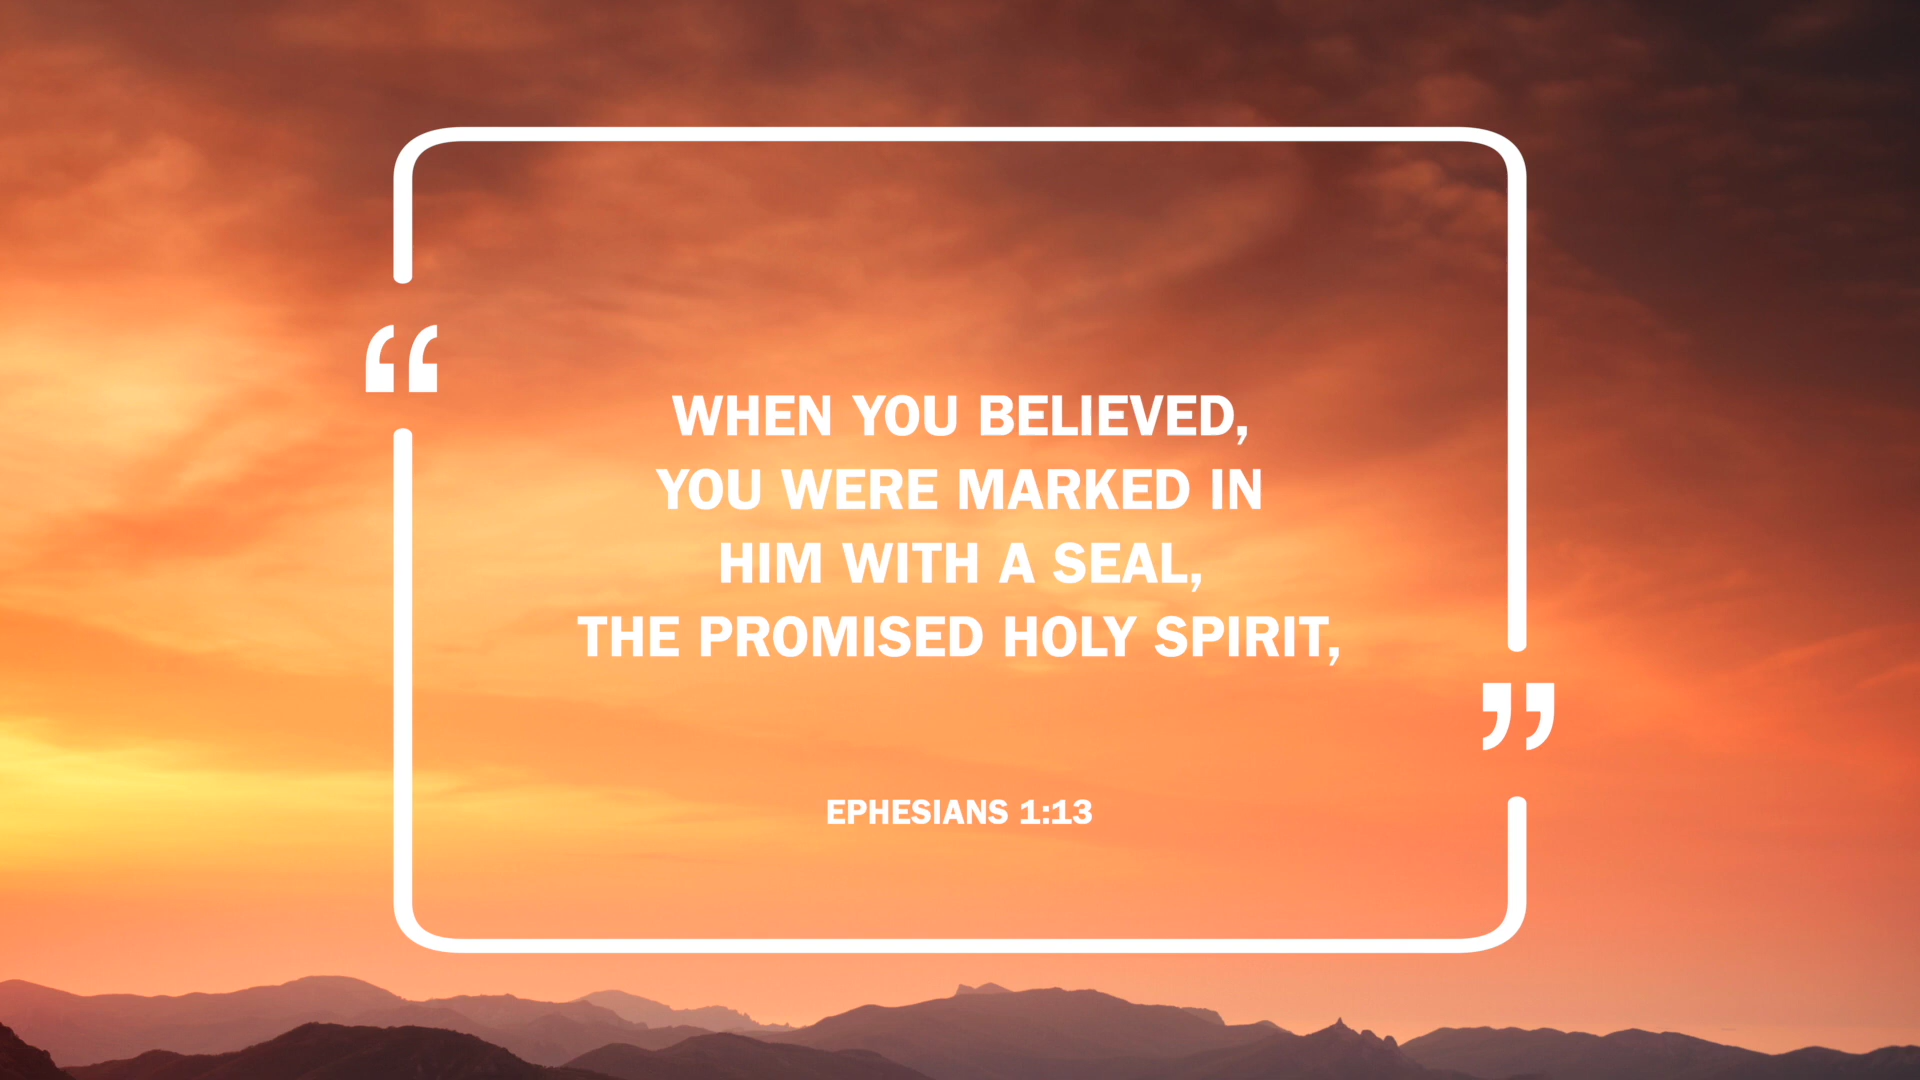 “
WHEN YOU BELIEVED,
YOU WERE MARKED IN
HIM WITH A SEAL,
THE PROMISED HOLY SPIRIT,
”
EPHESIANS 1:13